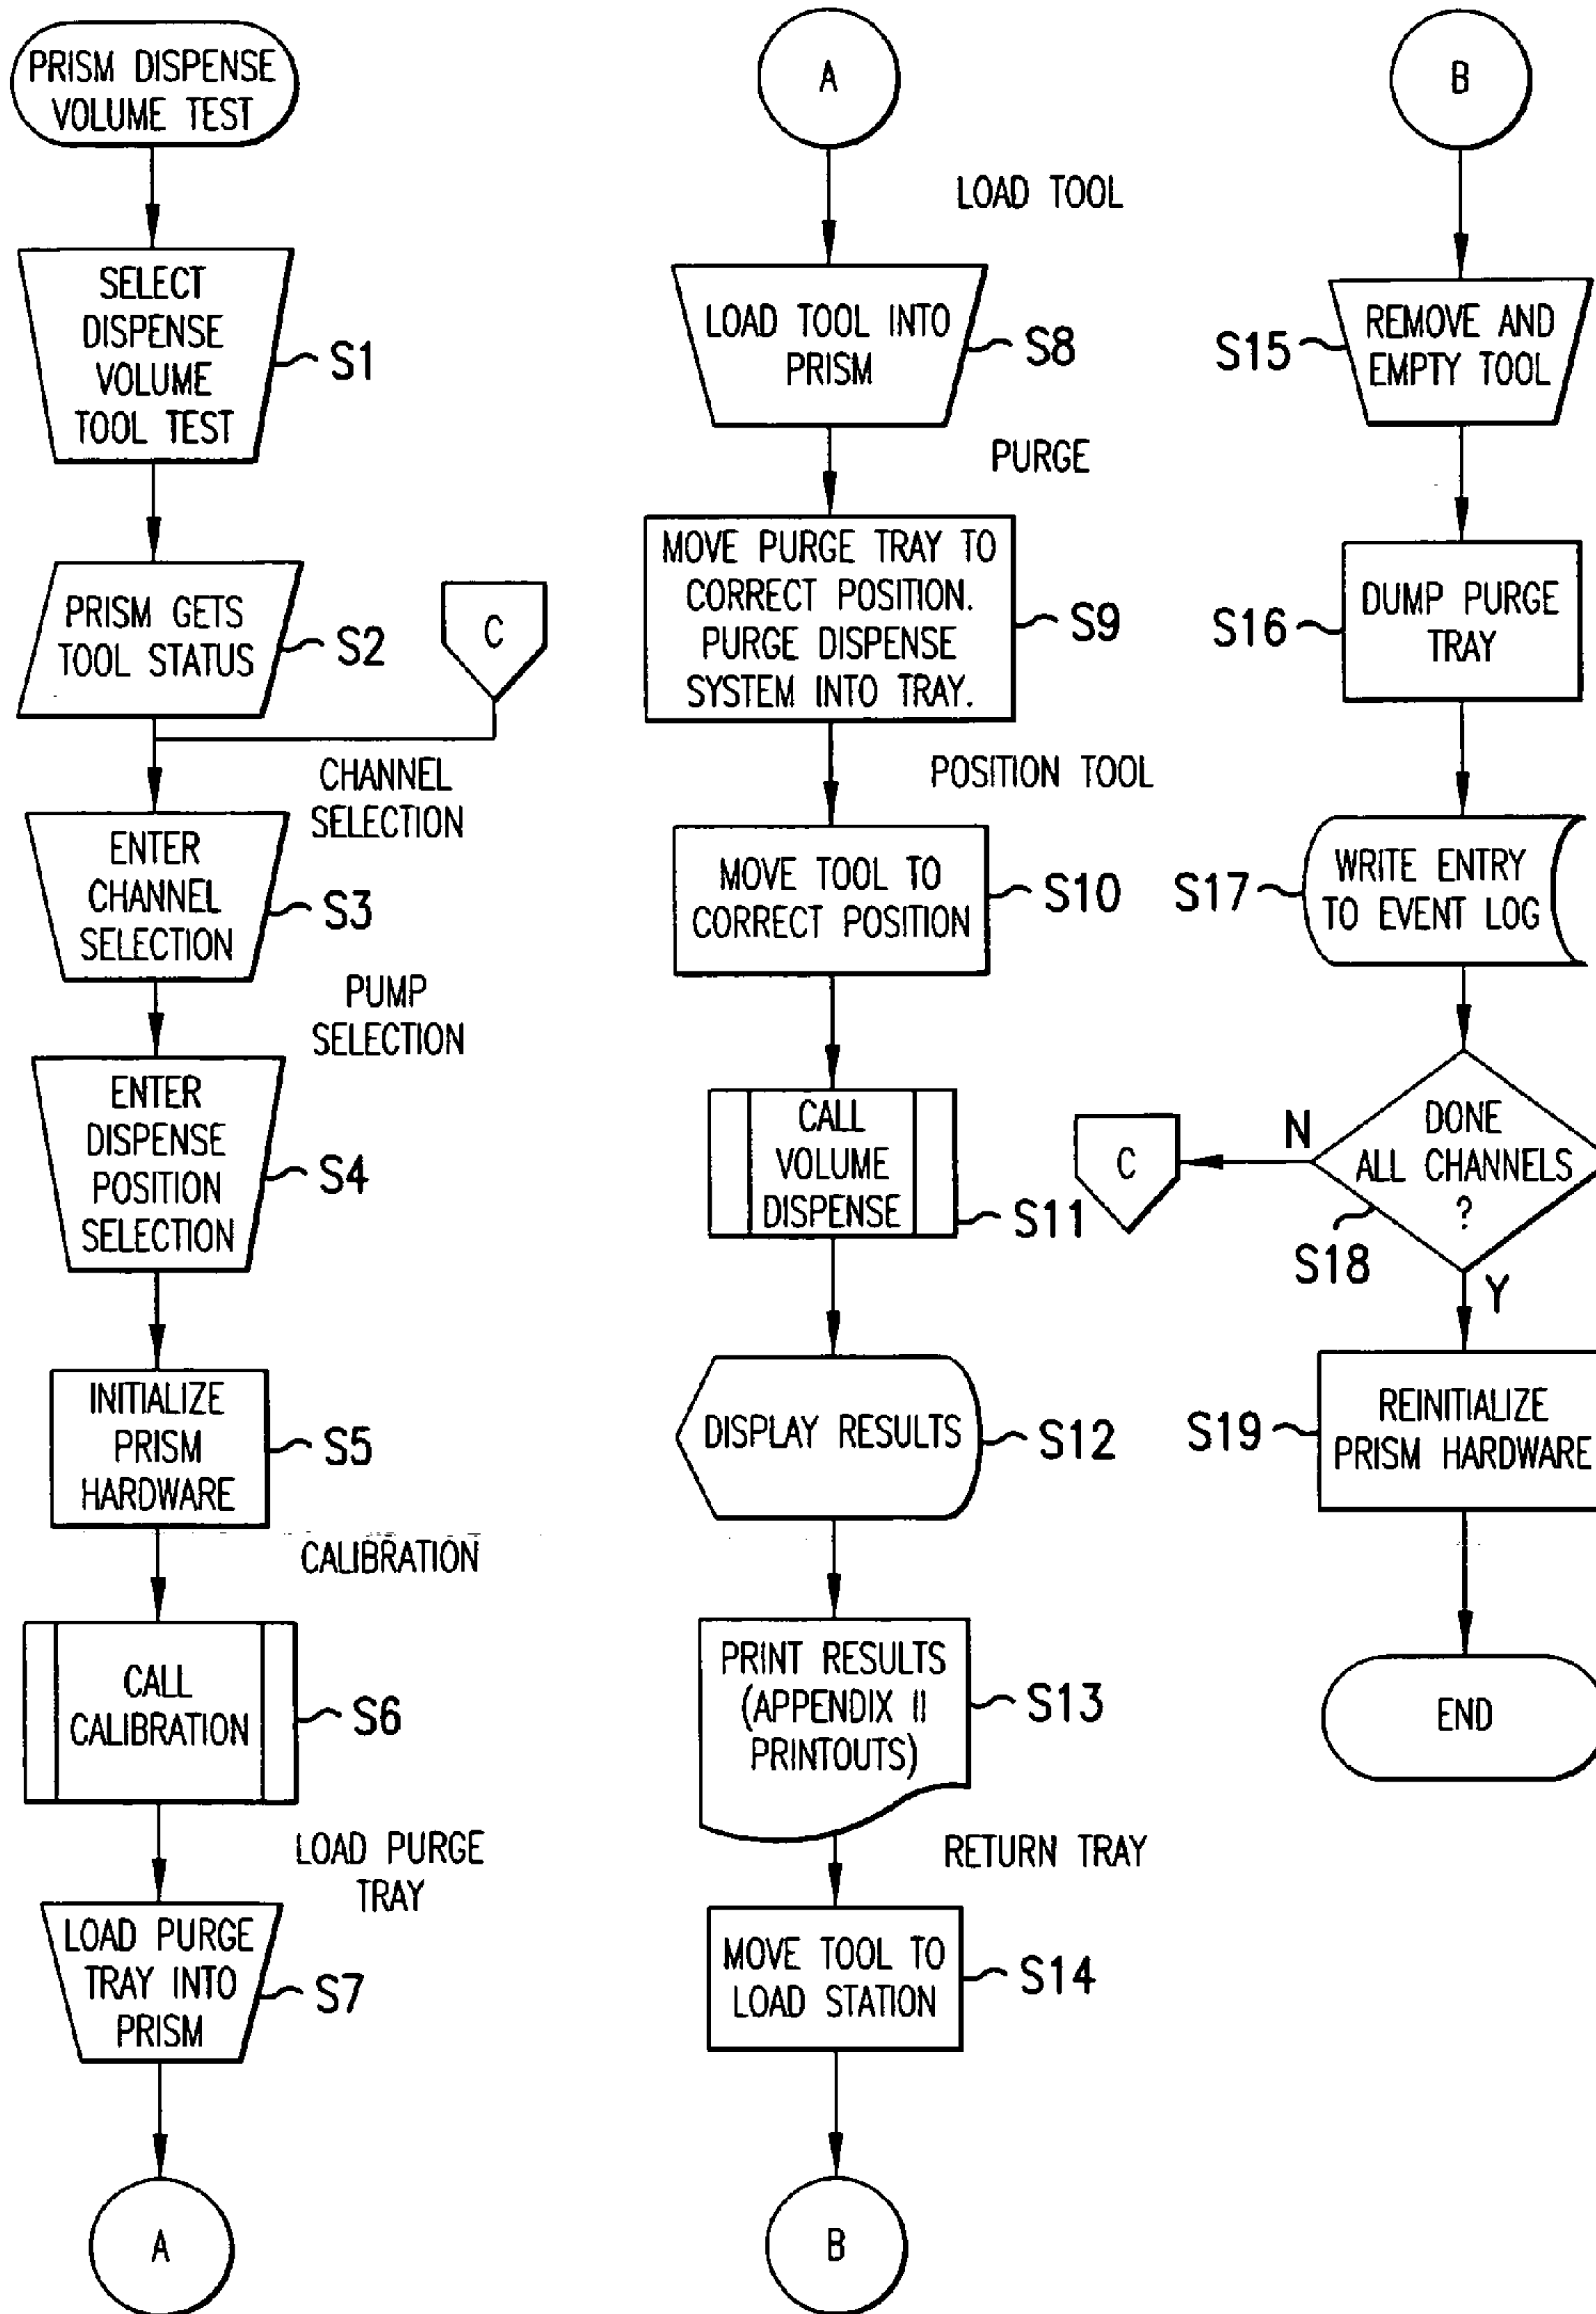 PRISM DISPENSE
VOLUME TEST
SELECT
DISPENSE
VOLUME
TOOL TEST
S1
PRISM GETS
TOOL STATUS
S2
C
CHANNEL
SELECTION
ENTER
CHANNEL
SELECTION
S3
PUMP
SELECTION
ENTER
DISPENSE
POSITION
SELECTION
S4
INITIALIZE
PRISM
HARDWARE
S5
CALIBRATION
CALL
CALIBRATION
S6
LOAD PURGE
TRAY
LOAD PURGE
TRAY INTO
PRISM
S7
A
A
LOAD TOOL
LOAD TOOL INTO
PRISM
S8
PURGE
MOVE PURGE TRAY TO
CORRECT POSITION.
PURGE DISPENSE
SYSTEM INTO TRAY.
S9
POSITION TOOL
MOVE TOOL TO
CORRECT POSITION
S10
CALL
VOLUME
DISPENSE
S11
DISPLAY RESULTS
S12
PRINT RESULTS
(APPENDIX II
PRINTOUTS)
S13
RETURN TRAY
MOVE TOOL TO
LOAD STATION
S14
B
B
REMOVE AND
EMPTY TOOL
S15
DUMP PURGE
TRAY
S16
WRITE ENTRY
TO EVENT LOG
S17
DONE
ALL CHANNELS
?
S18
N
C
Y
REINITIALIZE
PRISM HARDWARE
S19
END